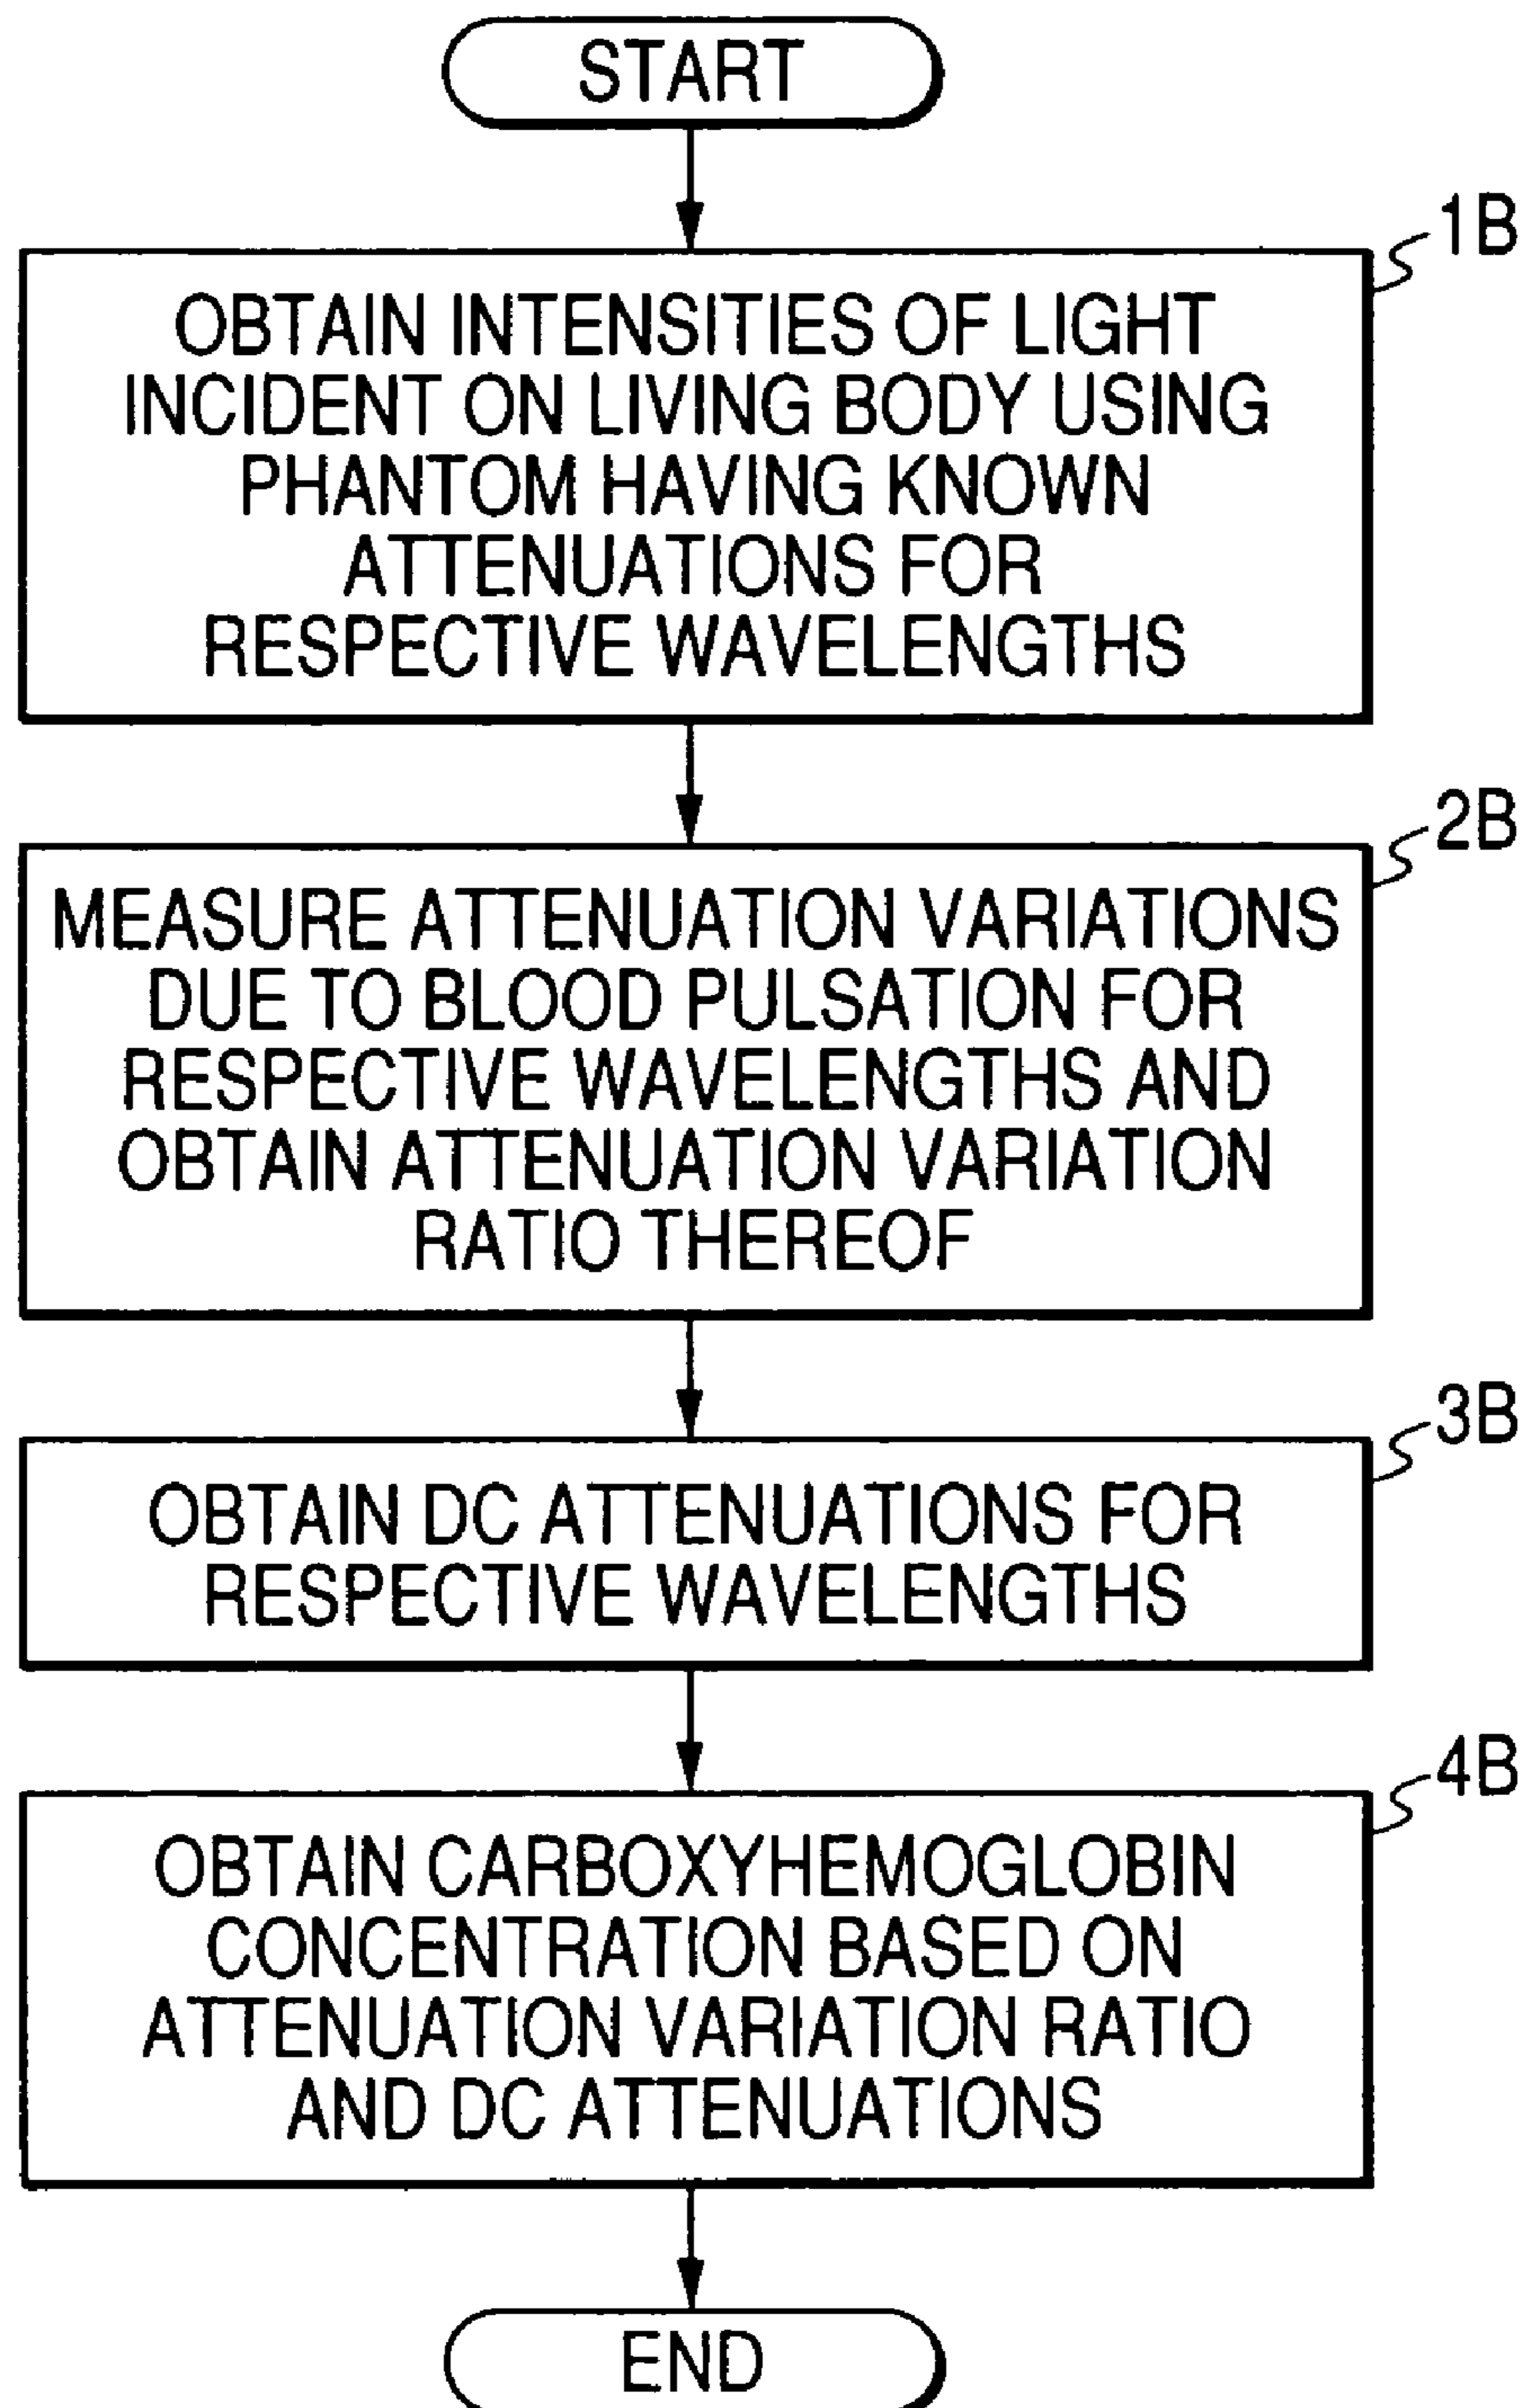 START
1B
OBTAIN INTENSITIES OF LIGHT
INCIDENT ON LIVING BODY USING
PHANTOM HAVING KNOWN
ATTENUATIONS FOR
RESPECTIVE WAVELENGTHS
2B
MEASURE ATTENUATION VARIATIONS
DUE TO BLOOD PULSATION FOR
RESPECTIVE WAVELENGTHS AND
OBTAIN ATTENUATION VARIATION
RATIO THEREOF
3B
OBTAIN DC ATTENUATIONS FOR
RESPECTIVE WAVELENGTHS
4B
OBTAIN CARBOXYHEMOGLOBIN
CONCENTRATION BASED ON
ATTENUATION VARIATION RATIO
AND DC ATTENUATIONS
END